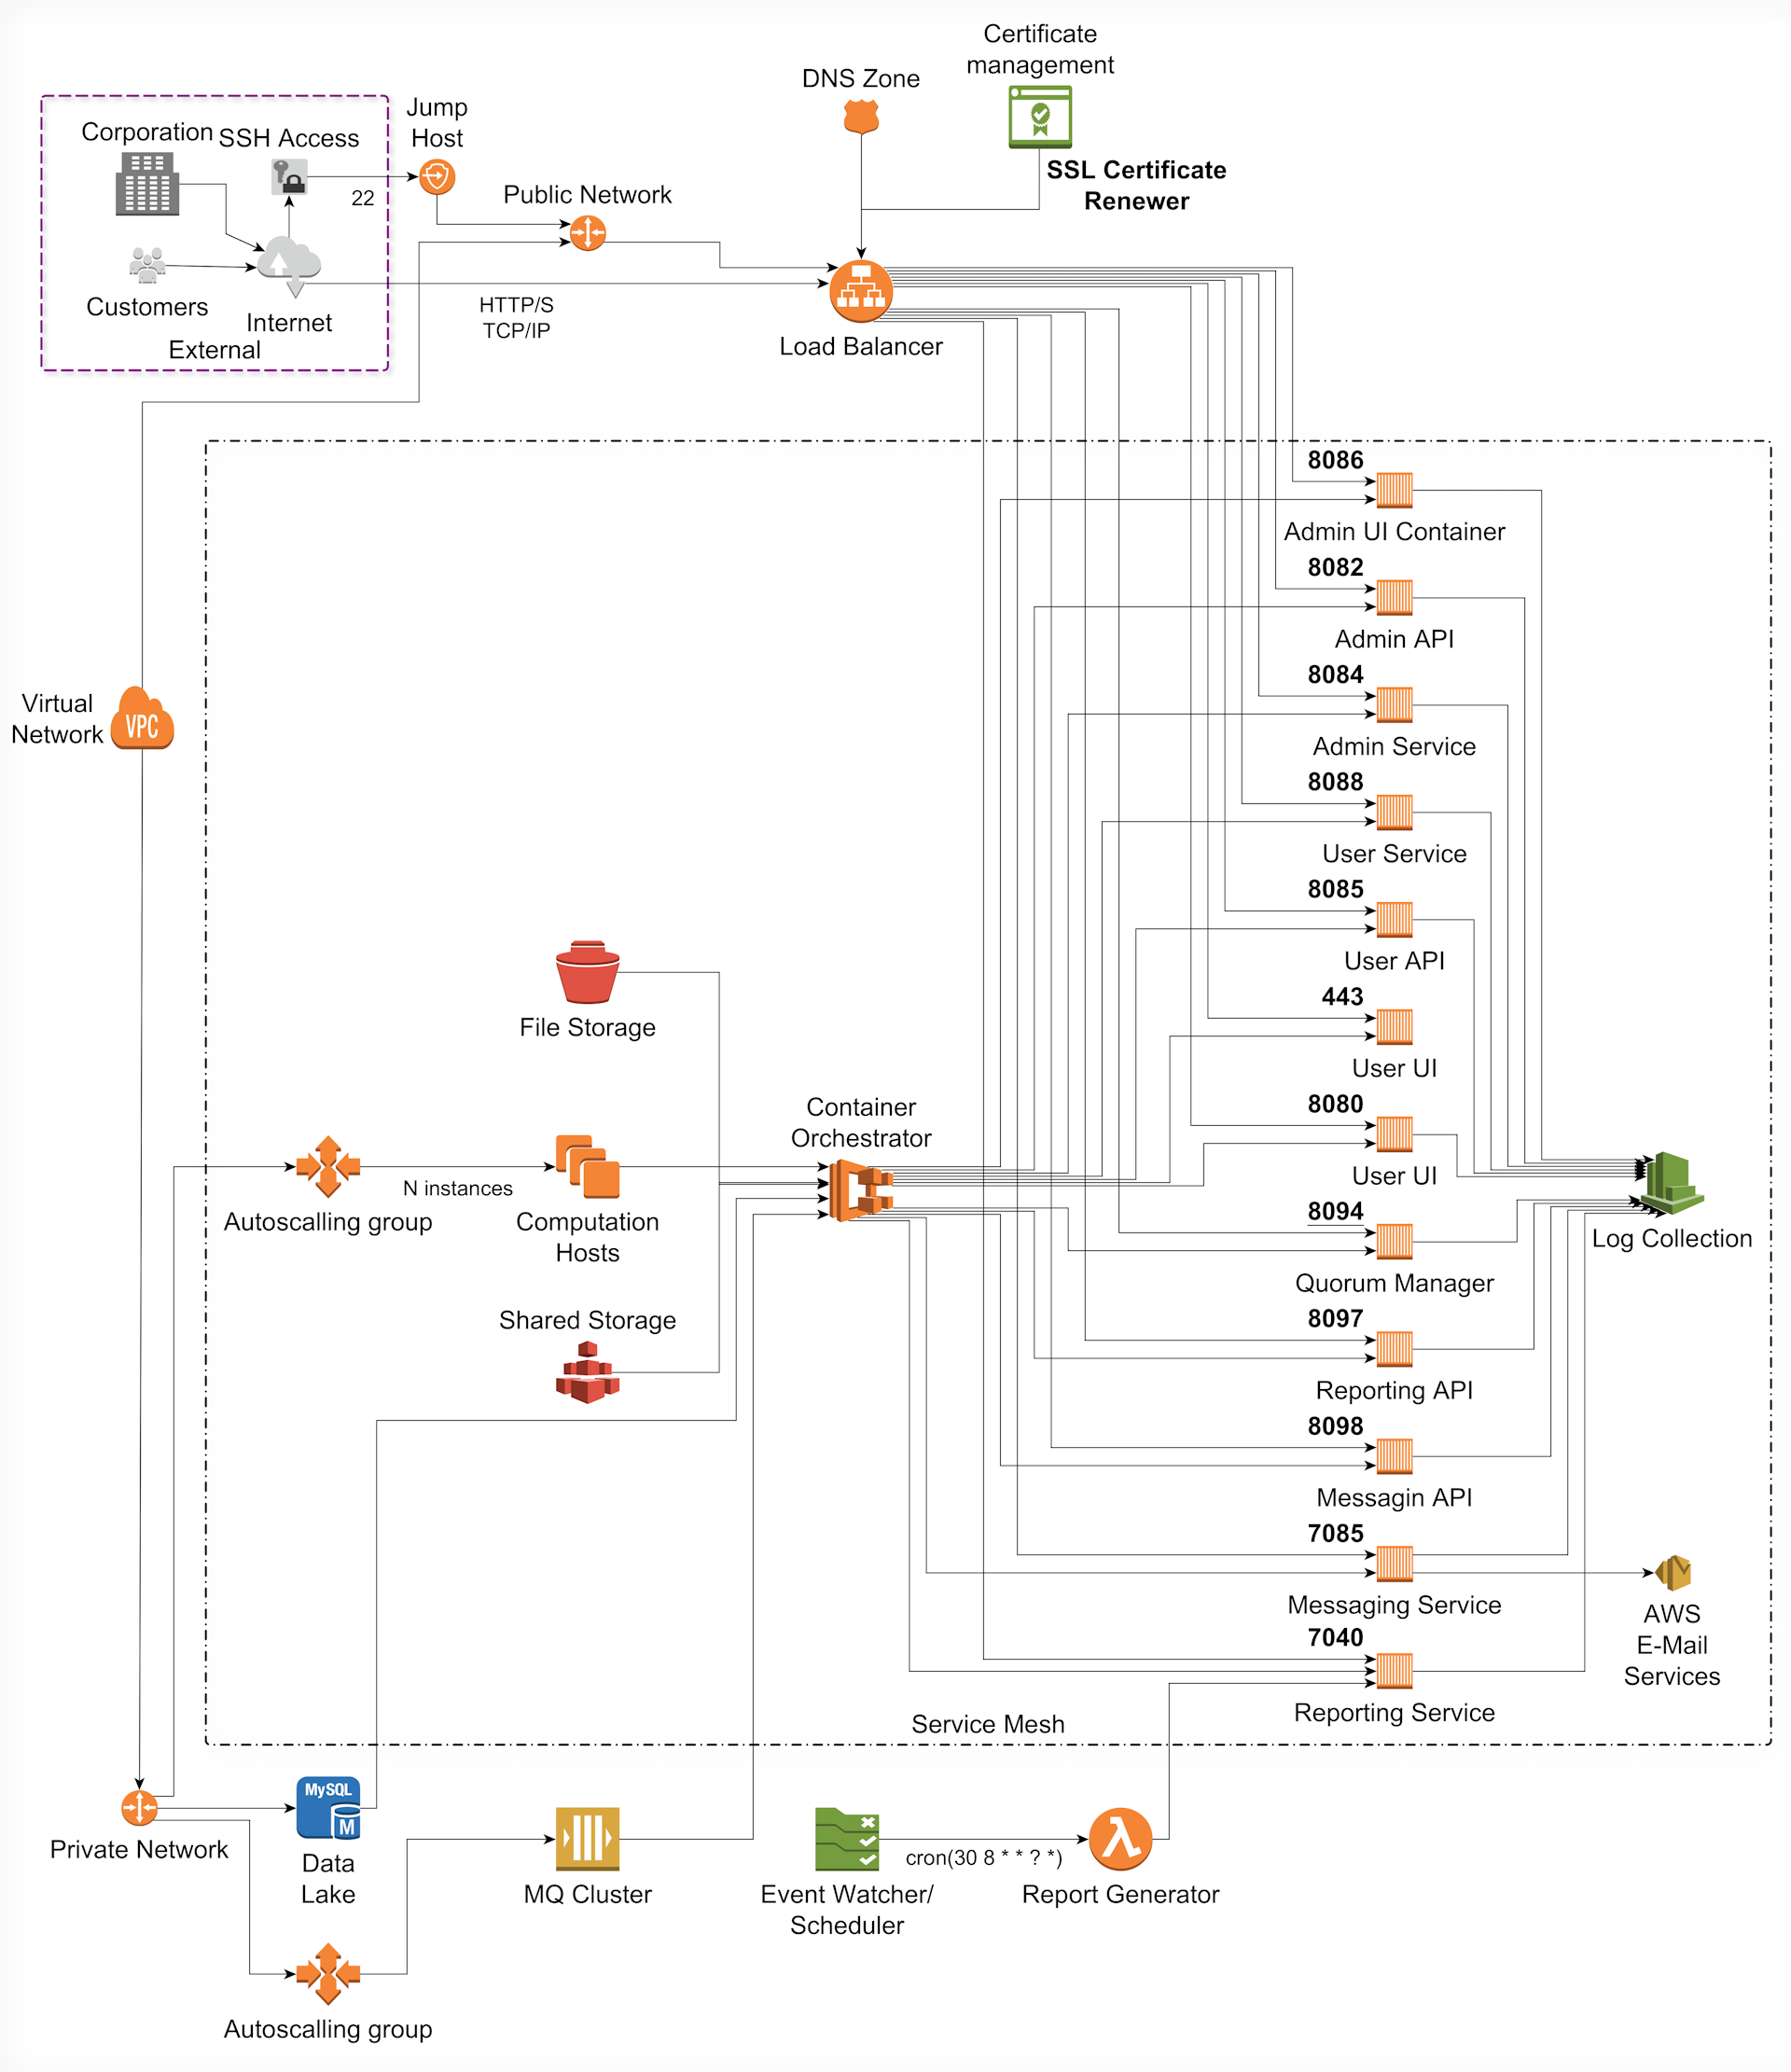 Certificate
management
DNS Zone
SSL Certificate
Renewer
Jump
Host
Corporation
SSH Access
22
Public Network
Customers
Internet
External
HTTP/S
TCP/IP
Load Balancer
8086
Admin UI Container
8082
Admin API
8084
Admin Service
Virtual
Network
VPC
8088
User Service
8085
User API
443
User UI
File Storage
8080
User UI
Container
Orchestrator
N instances
Autoscalling group
Computation
Hosts
8094
Quorum Manager
Log Collection
Shared Storage
8097
Reporting API
8098
Messagin API
7085
Messaging Service
AWS
E-Mail
Services
7040
Reporting Service
Service Mesh
Private Network
MySQL
M
Data
Lake
MQ Cluster
Event Watcher/
Scheduler
cron(30 8 * * ? *)
Report Generator
Autoscalling group